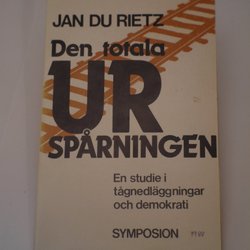 JAN DU RIETZ
Den totala
UR
SPÅRNINGEN
En studie i
tågnedläggningar
och demokrati
SYMPOSION